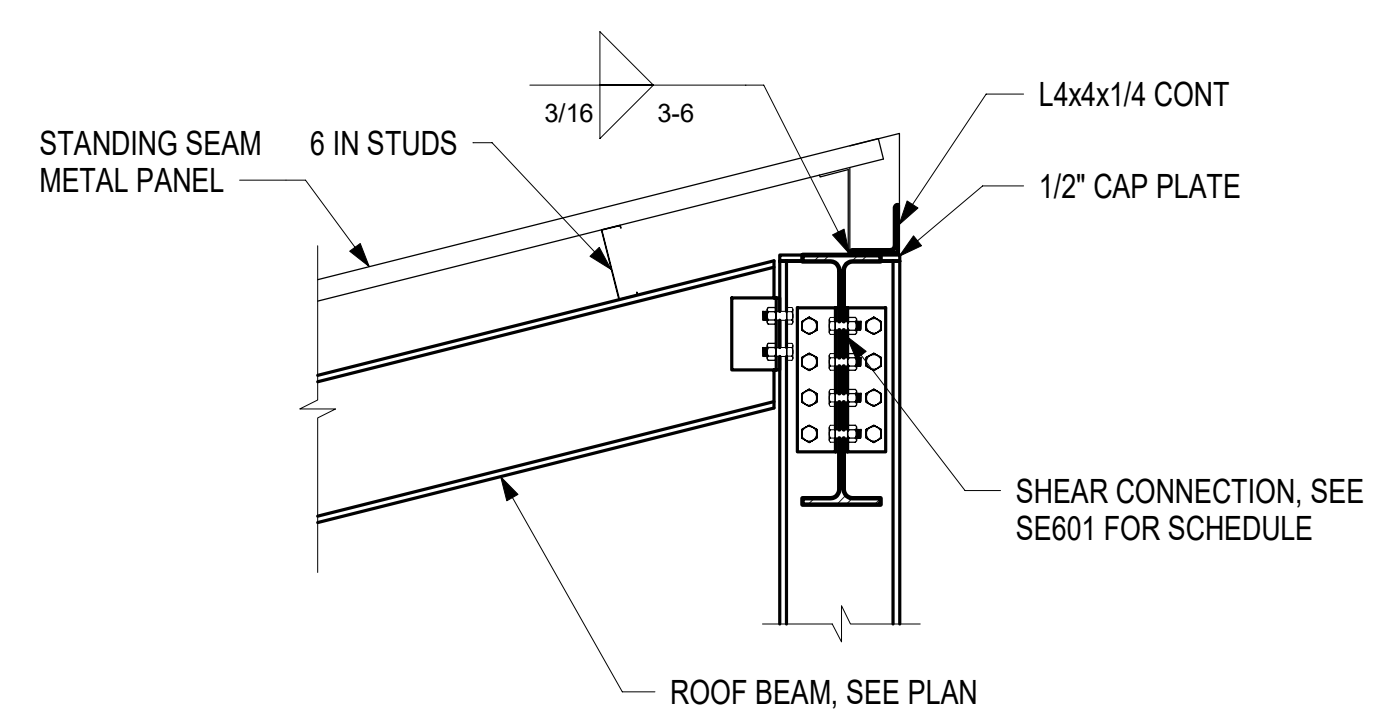 L4x4x1/4 CONT
3/16 3-6
STANDING SEAM
METAL PANEL
6 IN STUDS
1/2" CAP PLATE
SHEAR CONNECTION, SEE
SE601 FOR SCHEDULE
ROOF BEAM, SEE PLAN